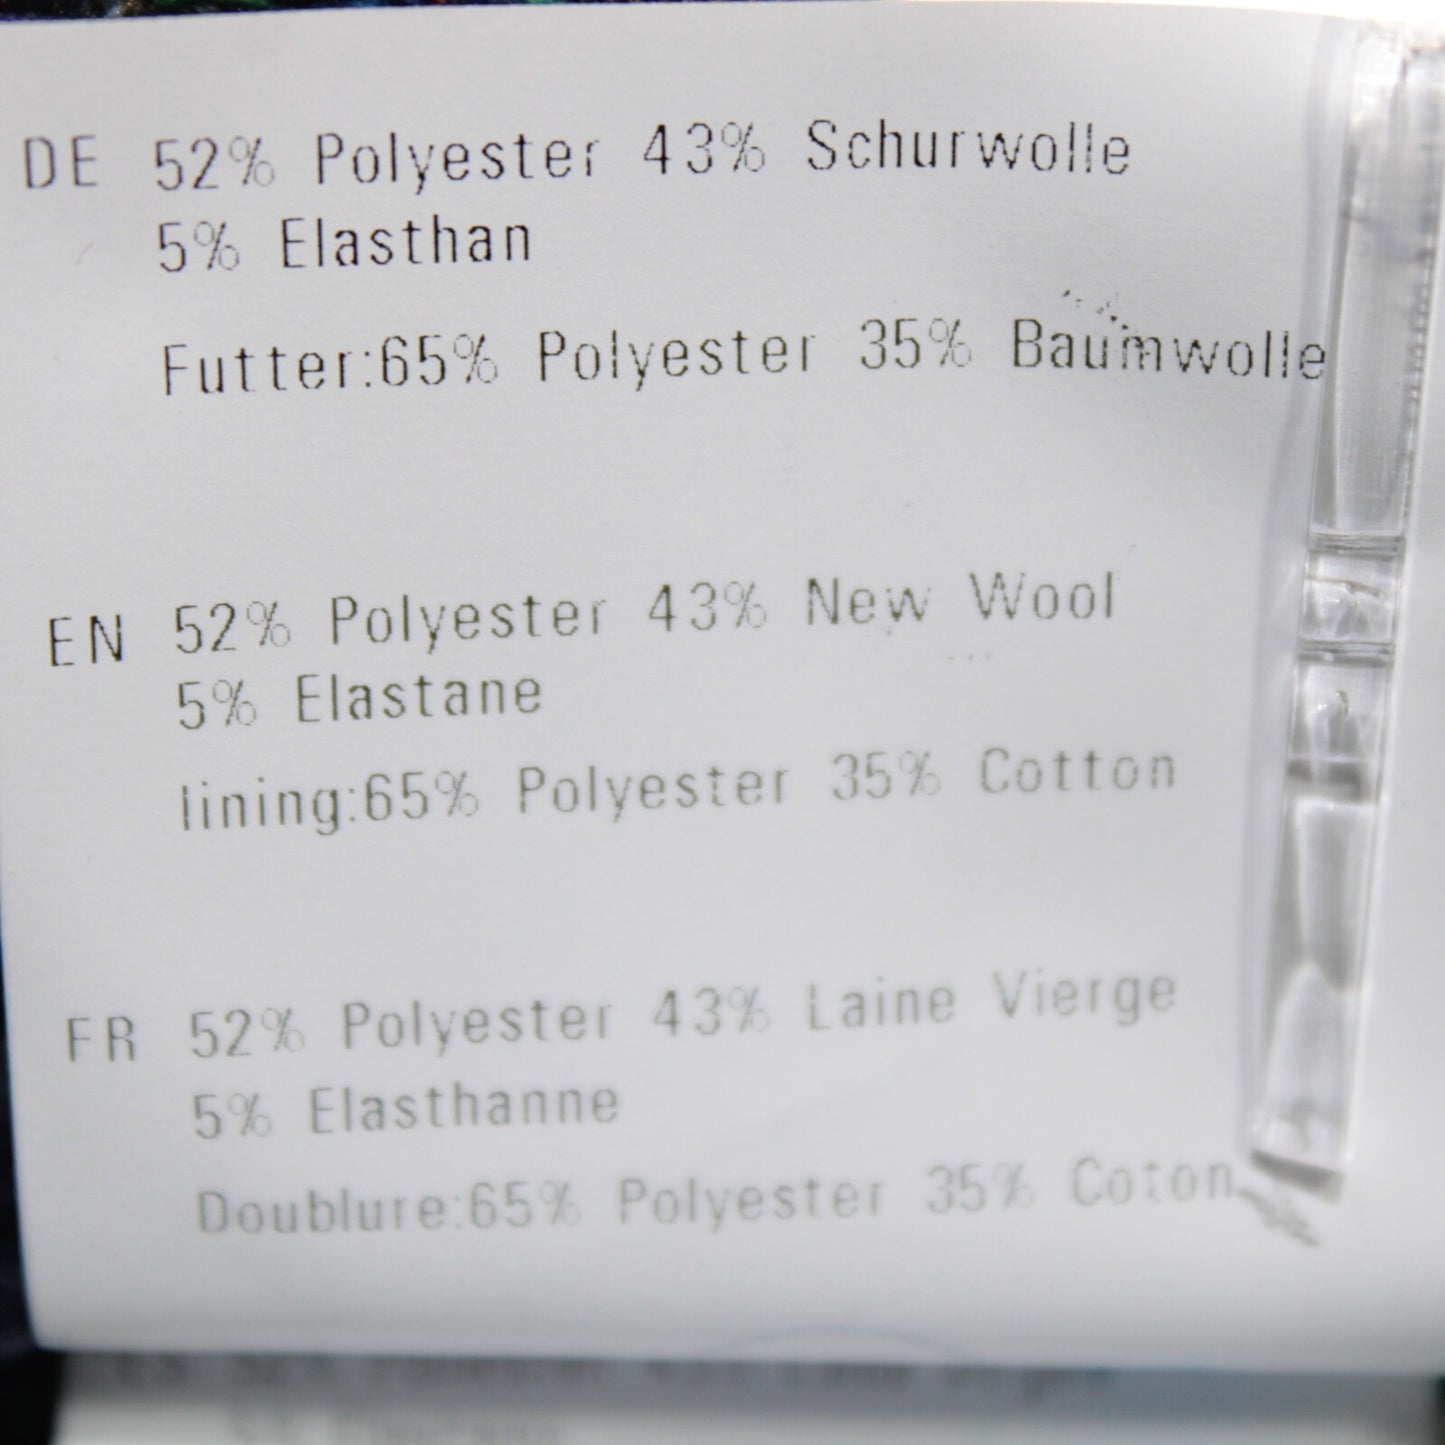 DE 52% Polyester 43% Schurwolle
5% Elasthan
Futter:65% Polyester 35% Baumwolle
EN 52% Polyester 43% New Wool
5% Elastane
lining:65% Polyester 35% Cotton
FR 52% Polyester 43% Laine Vierge
5% Elasthanne
Doublure:65% Polyester 35% Coton